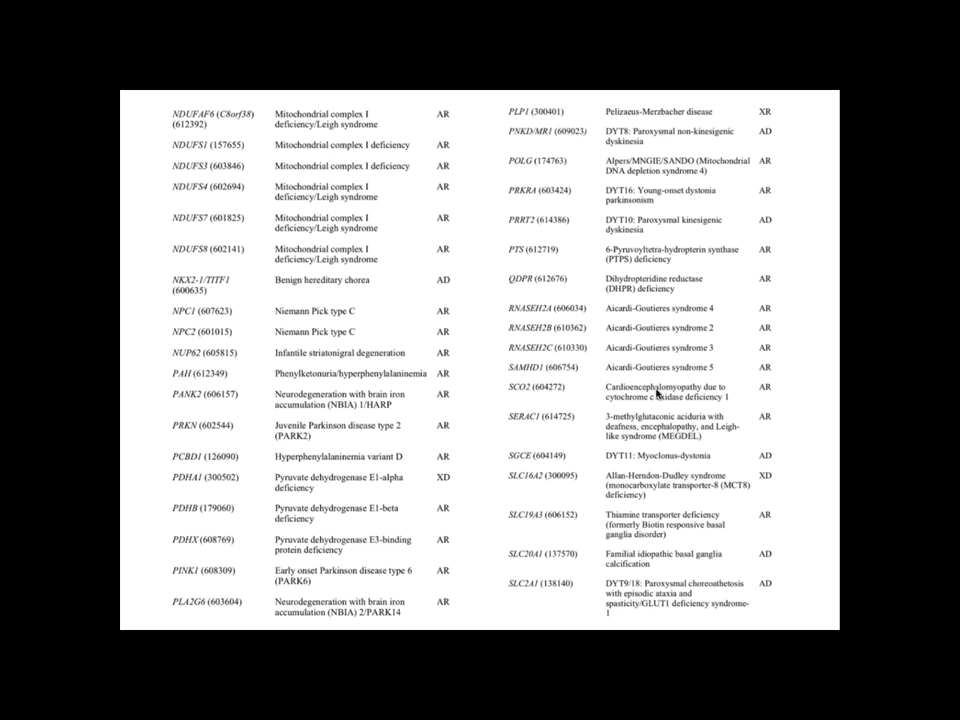 NDUFAF6 (C8orf38) Mitochondrial complex I AR
(612392) deficiency/Leigh syndrome
NDUFS1 (157655) Mitochondrial complex I deficiency AR
NDUFS3 (603846) Mitochondrial complex I deficiency AR
NDUFS4 (602694) Mitochondrial complex I AR
deficiency/Leigh syndrome
NDUFS7 (601825) Mitochondrial complex I AR
deficiency/Leigh syndrome
NDUFS8 (602141) Mitochondrial complex I AR
deficiency/Leigh syndrome
NKX2-1/TITF1 Benign hereditary chorea AD
(600635)
NPC1 (607623) Niemann Pick type C AR
NPC2 (601015) Niemann Pick type C AR
NUP62 (605815) Infantile striatonigral degeneration AR
PAH (612349) Phenylketonuria/hyperphenylalaninemia AR
PANK2 (606157) Neurodegeneration with brain iron AR
accumulation (NBIA) 1/HARP
PRKN (602544) Juvenile Parkinson disease type 2 AR
(PARK2)
PCBD1 (126090) Hyperphenylalaninemia variant D AR
PDHA1 (300502) Pyruvate dehydrogenase E1-alpha XD
deficiency
PDHB (179060) Pyruvate dehydrogenase E1-beta AR
deficiency
PDHX (608769) Pyruvate dehydrogenase E3-binding AR
protein deficiency
PINK1 (608309) Early onset Parkinson disease type 6 AR
(PARK6)
PLA2G6 (603604) Neurodegeneration with brain iron AR
accumulation (NBIA) 2/PARK14
PLP1 (300401) Pelizaeus-Merzbacher disease XR
PNKD/MR1 (609023) DYT8: Paroxysmal non-kinesigenic AD
dyskinesia
POLG (174763) Alpers/MNGIE/SANDO (Mitochondrial AR
DNA depletion syndrome 4)
PRKRA (603424) DYT16: Young-onset dystonia AR
parkinsonism
PRRT2 (614386) DYT10: Paroxysmal kinesigenic AD
dyskinesia
PTS (612719) 6-Pyruvoyltetra-hydropterin synthase AR
(PTPS) deficiency
QDPR (612676) Dihydropteridine reductase AR
(DHPR) deficiency
RNASEH2A (606034) Aicardi-Goutieres syndrome 4 AR
RNASEH2B (610362) Aicardi-Goutieres syndrome 2 AR
RNASEH2C (610330) Aicardi-Goutieres syndrome 3 AR
SAMHD1 (606754) Aicardi-Goutieres syndrome 5 AR
SCO2 (604272) Cardioencephalomyopathy due to AR
cytochrome c oxidase deficiency 1
SERAC1 (614725) 3-methylglutaconic aciduria with AR
deafness, encephalopathy, and Leigh-
like syndrome (MEGDEL)
SGCE (604149) DYT11: Myoclonus-dystonia AD
SLC16A2 (300095) Allan-Herndon-Dudley syndrome XD
(monocarboxylate transporter-8 (MCT8)
deficiency)
SLC19A3 (606152) Thiamine transporter deficiency AR
(formerly Biotin responsive basal
ganglia disorder)
SLC20A1 (137570) Familial idiopathic basal ganglia AD
calcification
SLC2A1 (138140) DYT9/18: Paroxysmal choreoathetosis AD
with episodic ataxia and
spasticity/GLUT1 deficiency syndrome-
1